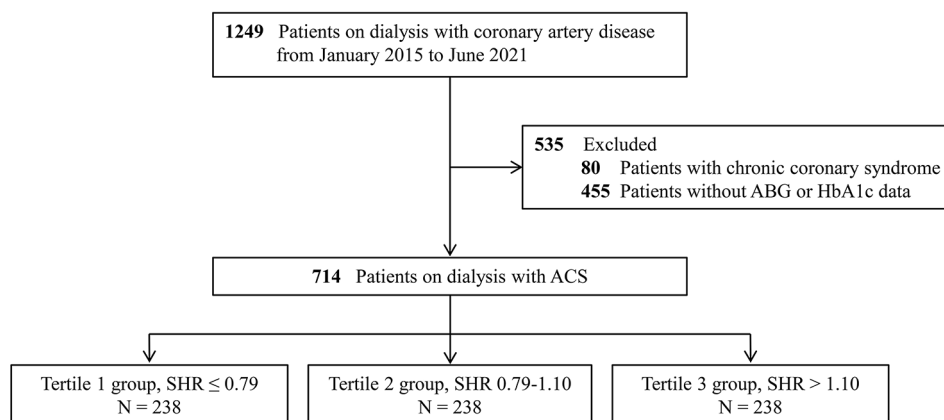 1249 Patients on dialysis with coronary artery disease
from January 2015 to June 2021
535 Excluded
80 Patients with chronic coronary syndrome
455 Patients without ABG or HbA1c data
714 Patients on dialysis with ACS
Tertile 1 group, SHR ≤ 0.79
N = 238
Tertile 2 group, SHR 0.79-1.10
N = 238
Tertile 3 group, SHR > 1.10
N = 238